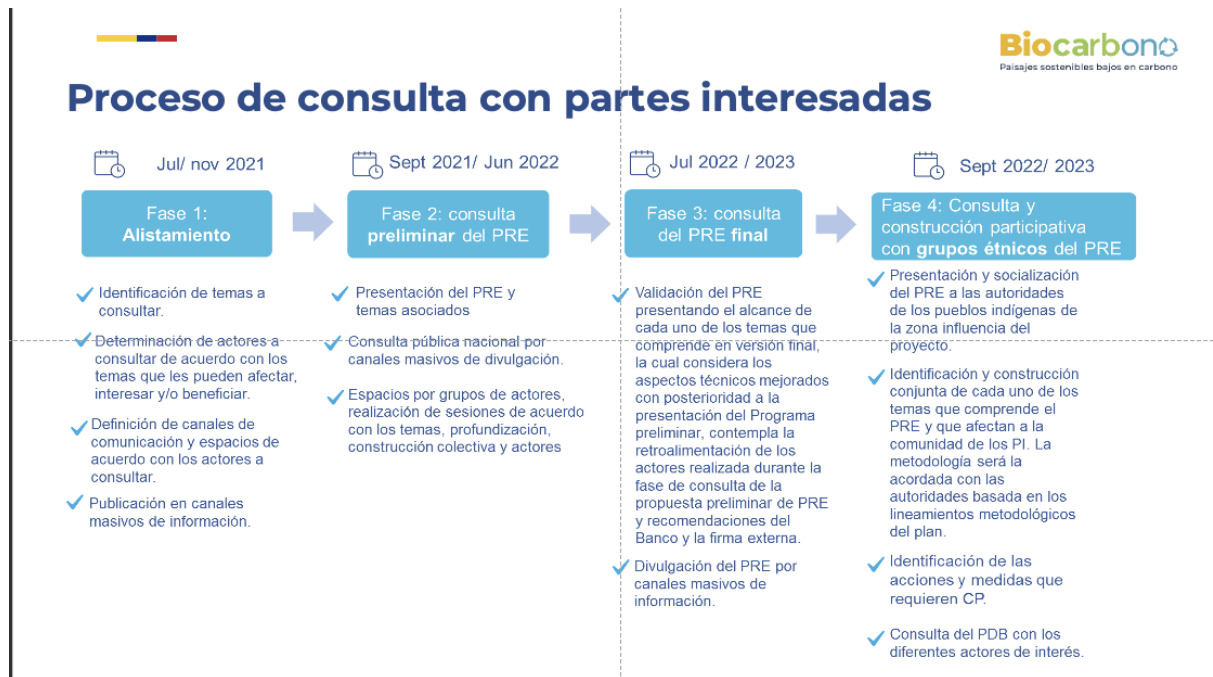 Biocarbono
Paisajes sostenibles bajos en carbono
Proceso de consulta con partes interesadas
Jul/ nov 2021
Fase 1:
Alistamiento
Identificación de temas a
consultar.
Determinación de actores a
consultar de acuerdo con los
temas que les pueden afectar,
interesar y/o beneficiar.
Definición de canales de
comunicación y espacios de
acuerdo con los actores a
consultar.
Publicación en canales
masivos de información.
Sept 2021/ Jun 2022
Fase 2: consulta
preliminar del PRE
Presentación del PRE y
temas asociados
Consulta pública nacional por
canales masivos de divulgación.
Espacios por grupos de actores,
realización de sesiones de acuerdo
con los temas, profundización,
construcción colectiva y actores
Jul 2022 / 2023
Fase 3: consulta
del PRE final
Validación del PRE
presentando el alcance de
cada uno de los temas que
comprende en versión final,
la cual considera los
aspectos técnicos mejorados
con posterioridad a la
presentación del Programa
preliminar, contempla la
retroalimentación de los
actores realizada durante la
fase de consulta de la
propuesta preliminar de PRE
y recomendaciones del
Banco y la firma externa.
Divulgación del PRE por
canales masivos de
información.
Sept 2022/ 2023
Fase 4: Consulta y
construcción participativa
con grupos étnicos del PRE
Presentación y socialización
del PRE a las autoridades
de los pueblos indígenas de
la zona influencia del
proyecto.
Identificación y construcción
conjunta de cada uno de los
temas que comprende el
PRE y que afectan a la
comunidad de los PI. La
metodología será la
acordada con las
autoridades basada en los
lineamientos metodológicos
del plan.
Identificación de las
acciones y medidas que
requieren CP.
Consulta del PDB con los
diferentes actores de interés.